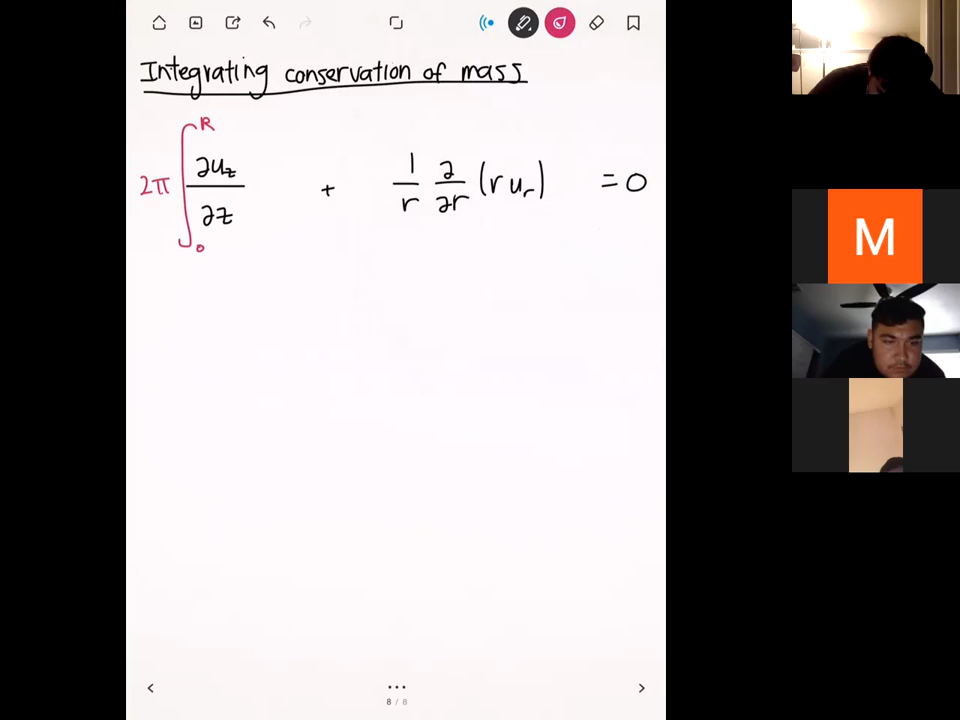 Integrating conservation of mass
2π ∫₀ᴿ ∂u_z/∂z + 1/r ∂/∂r (r u_r) = 0
M
8 / 8